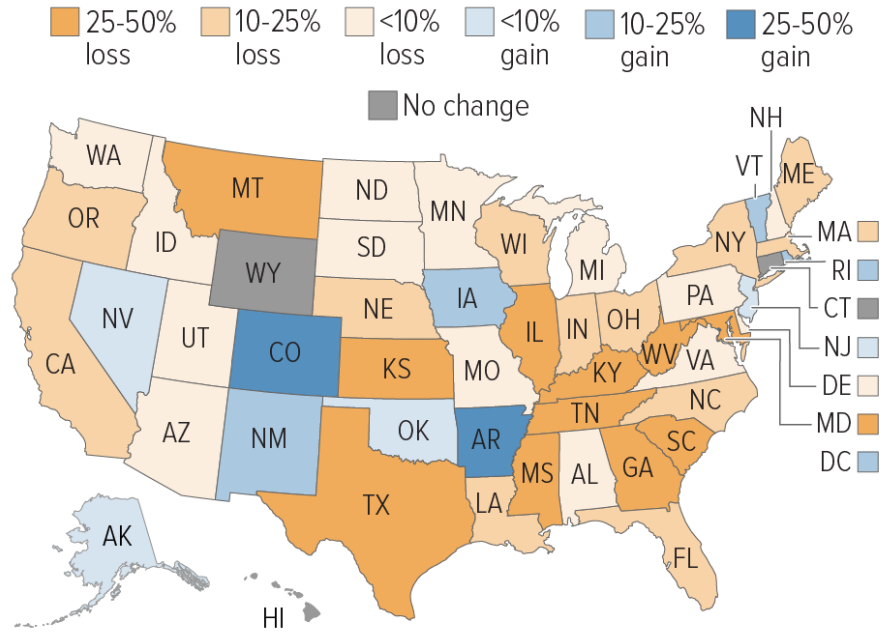 25-50% loss
10-25% loss
<10% loss
<10% gain
10-25% gain
25-50% gain
No change
NH
VT
ME
WA
MT
ND
MN
OR
ID
SD
WI
MI
NY
MA
WY
RI
IA
NE
PA
CT
NV
UT
CO
IL
IN
OH
NJ
CA
KS
MO
WV
VA
KY
DE
AZ
NM
OK
AR
TN
NC
MD
SC
MS
AL
GA
DC
TX
LA
AK
FL
HI